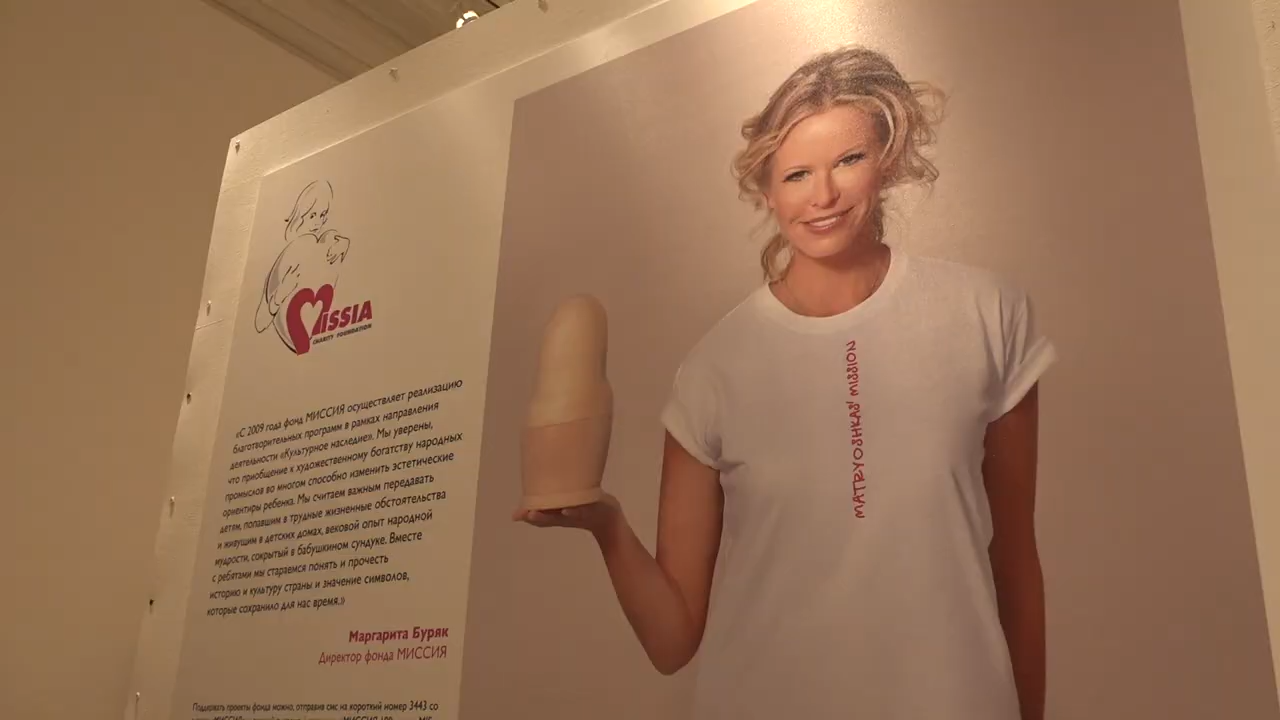 MISSIA
CHARITY FOUNDATION
«С 2009 года фонд МИССИЯ осуществляет реализацию
благотворительных программ в рамках направления
деятельности «Культурное наследие». Мы уверены,
что приобщение к художественному богатству народных
промыслов во многом способно изменить эстетические
ориентиры ребенка. Мы считаем важным передавать
детям, попавшим в трудные жизненные обстоятельства
и живущим в детских домах, вековой опыт народной
мудрости, сокрытый в бабушкином сундуке. Вместе
с ребятами мы стараемся понять и прочесть
историю и культуру страны и значение символов,
которые сохранило для нас время.»
Маргарита Буряк
Директор фонда МИССИЯ
Поддержать проекты фонда можно, отправив смс на короткий номер 3443 со
MATRYOSHKAS' MISSION